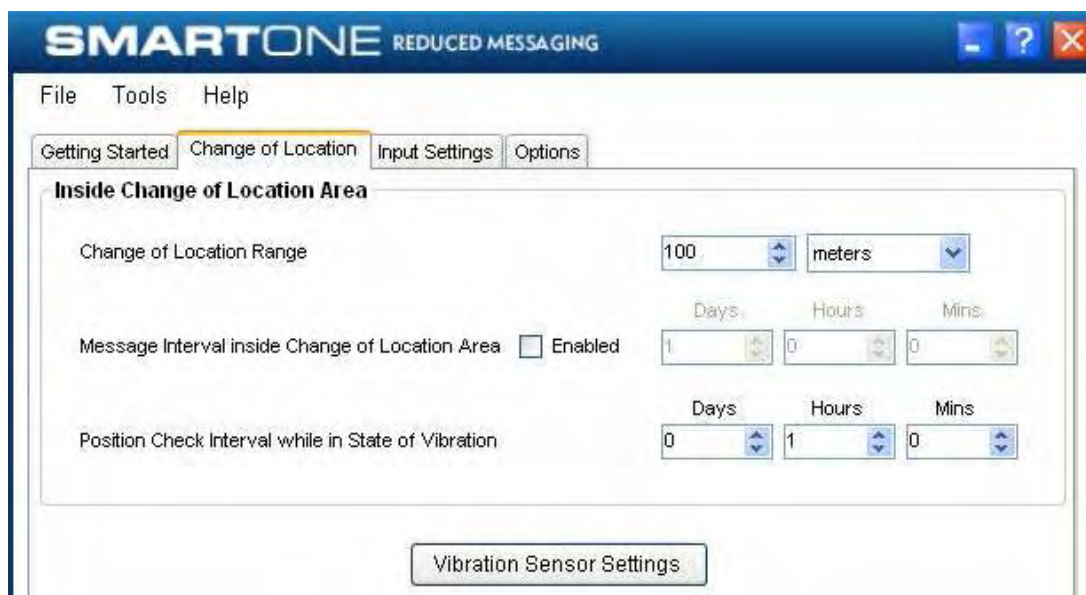 SMARTONE REDUCED MESSAGING
File Tools Help
Getting Started Change of Location Input Settings Options
Inside Change of Location Area
Change of Location Range 100 meters
Days Hours Mins
Message Interval inside Change of Location Area Enabled 1 0 0
Days Hours Mins
Position Check Interval while in State of Vibration 0 1 0
Vibration Sensor Settings